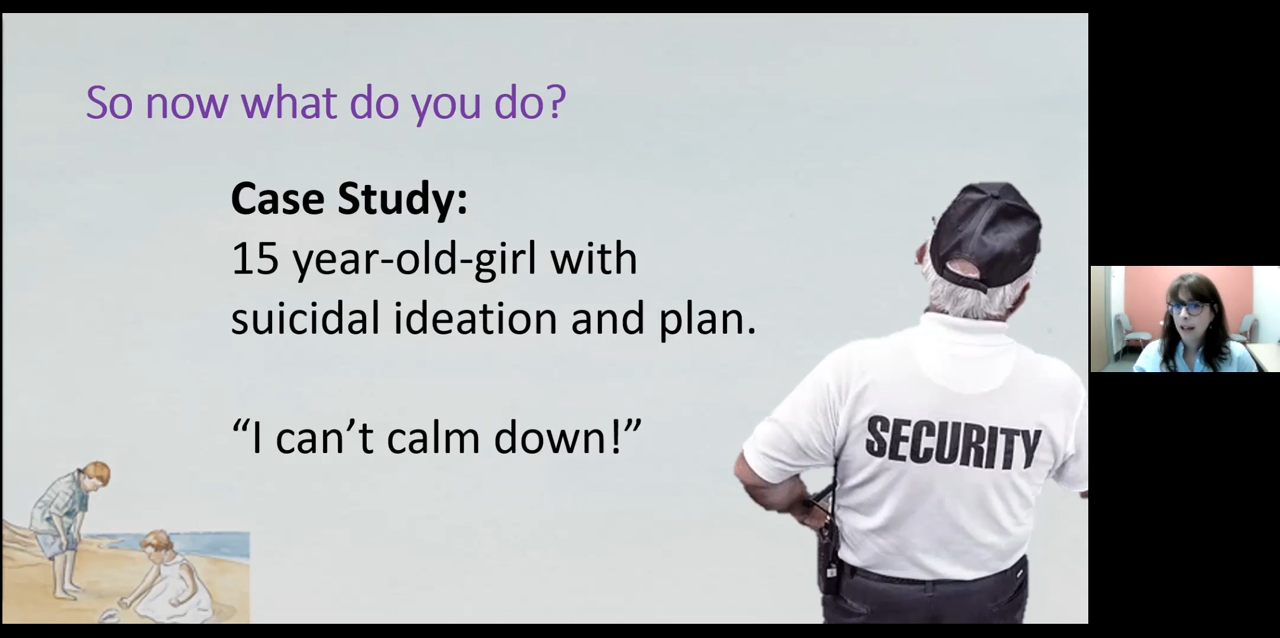 So now what do you do?
Case Study:
15 year-old-girl with
suicidal ideation and plan.
“I can’t calm down!”
SECURITY